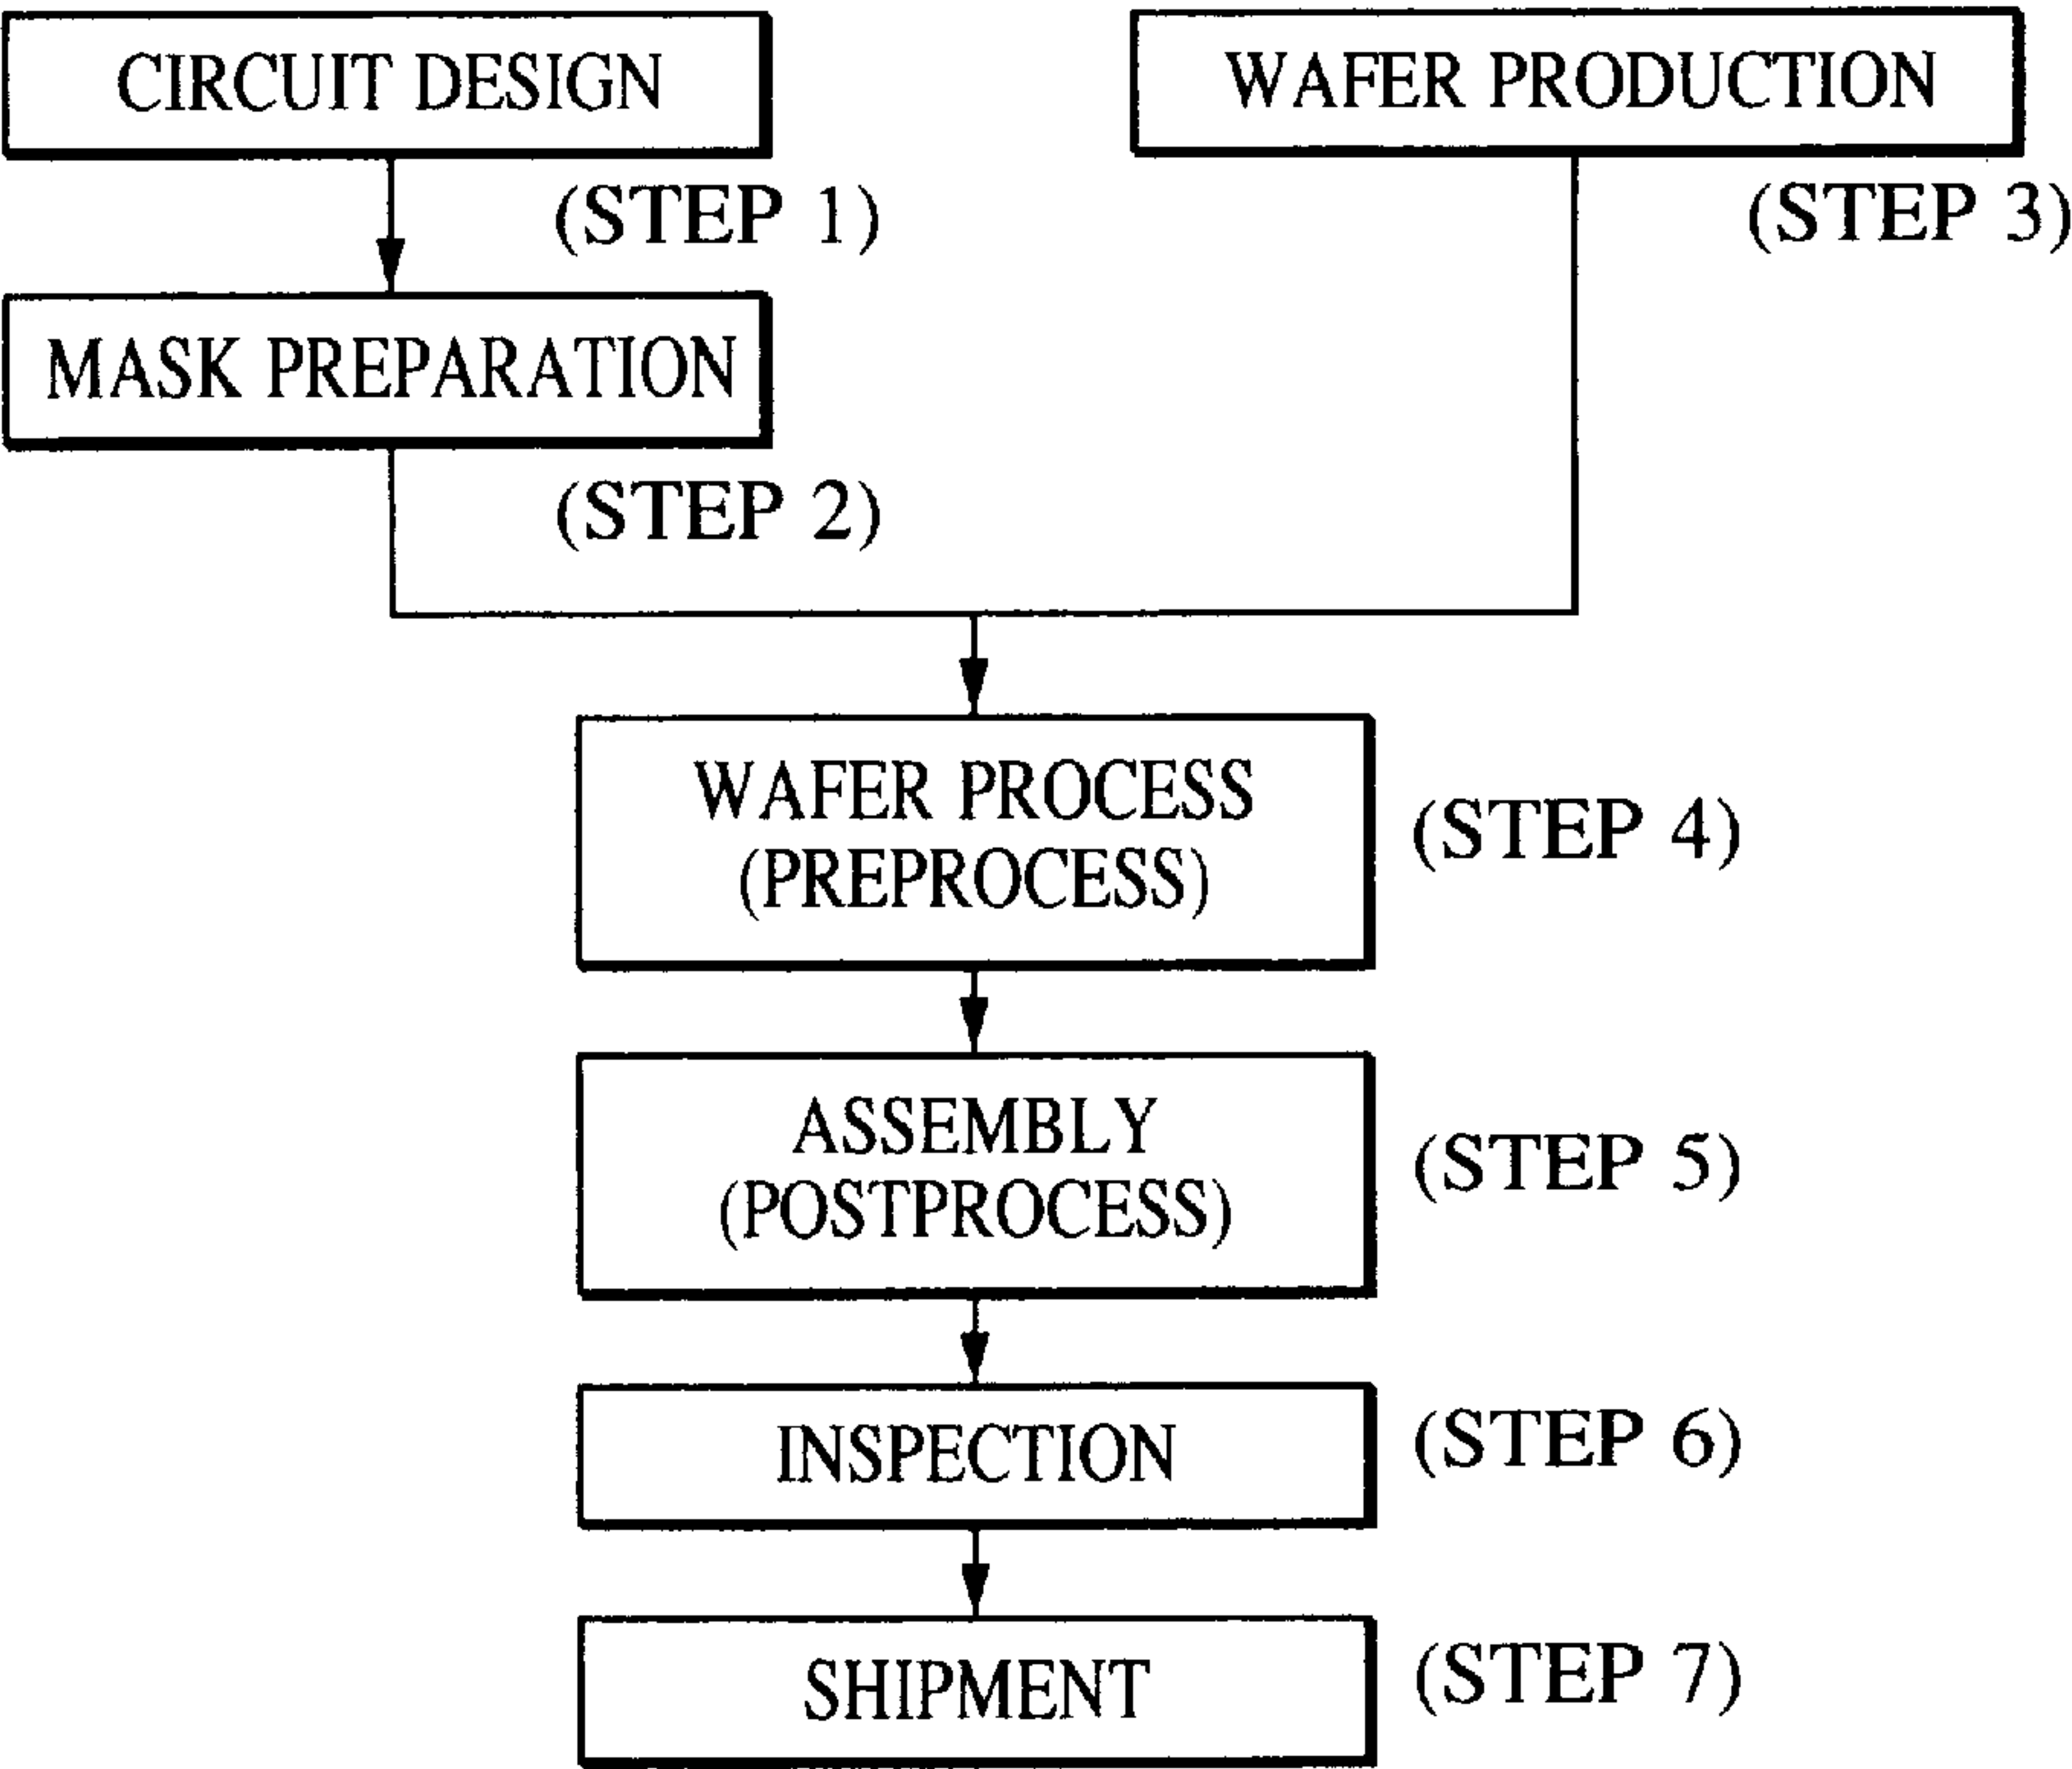 CIRCUIT DESIGN
(STEP 1)
MASK PREPARATION
(STEP 2)
WAFER PRODUCTION
(STEP 3)
WAFER PROCESS
(PREPROCESS)
(STEP 4)
ASSEMBLY
(POSTPROCESS)
(STEP 5)
INSPECTION
(STEP 6)
SHIPMENT
(STEP 7)